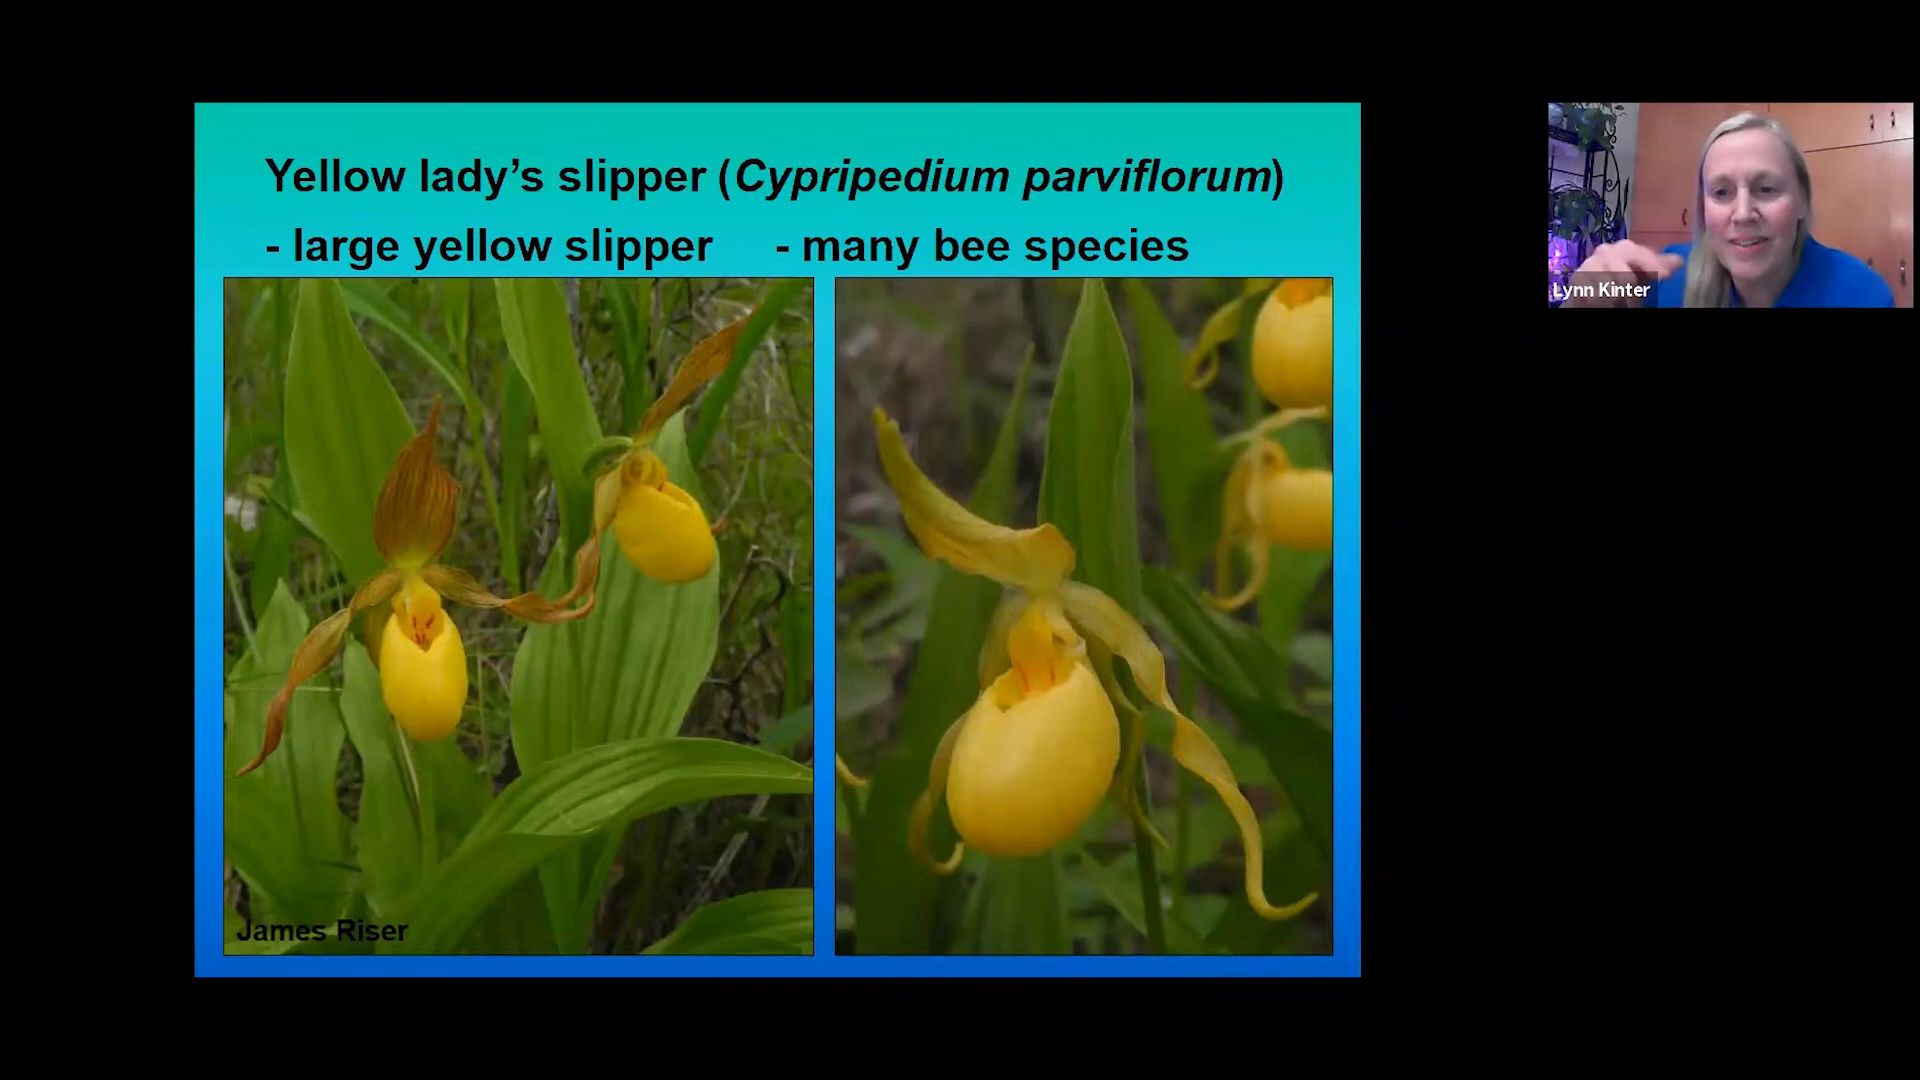 Yellow lady’s slipper (Cypripedium parviflorum)
- large yellow slipper - many bee species
Lynn Kinter
James Riser